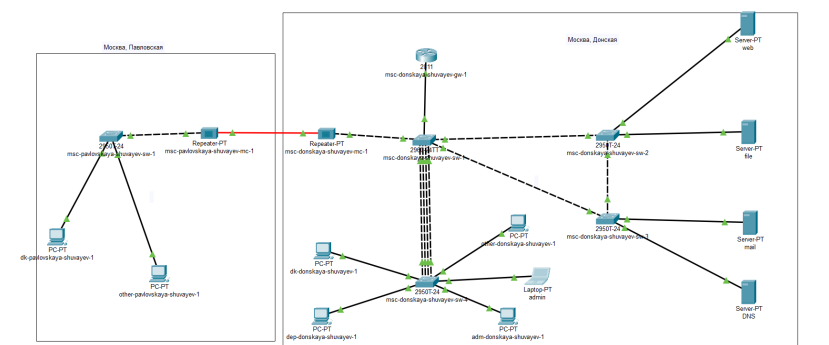 Москва, Павловская
2950T-24
msc-pavlovskaya-shuvayev-sw-1
Repeater-PT
msc-pavlovskaya-shuvayev-mc-1
PC-PT
dk-pavlovskaya-shuvayev-1
PC-PT
other-pavlovskaya-shuvayev-1
Москва, Донская
2811
msc-donskaya-shuvayev-gw-1
Repeater-PT
msc-donskaya-shuvayev-mc-1
msc-donskaya-shuvayev-sw-1
2950T-24
msc-donskaya-shuvayev-sw-2
2950T-24
msc-donskaya-shuvayev-sw-3
Server-PT
web
Server-PT
file
Server-PT
mail
Server-PT
DNS
PC-PT
other-donskaya-shuvayev-1
PC-PT
dk-donskaya-shuvayev-1
2950T-24
msc-donskaya-shuvayev-sw-4
Laptop-PT
admin
PC-PT
dep-donskaya-shuvayev-1
PC-PT
adm-donskaya-shuvayev-1